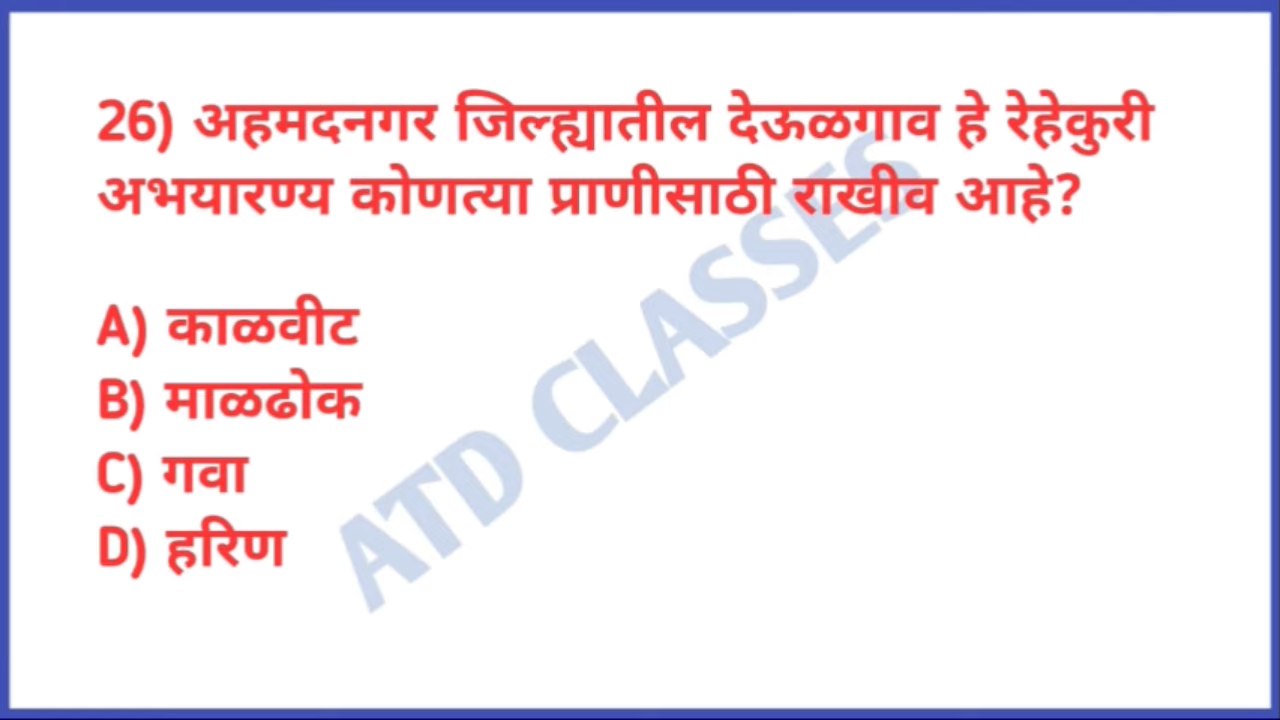 26) अहमदनगर जिल्ह्यातील देऊळगाव हे रेहेकुरी
अभयारण्य कोणत्या प्राणीसाठी राखीव आहे?
A) काळवीट
B) माळढोक
C) गवा
D) हरिण
ATD CLASSES